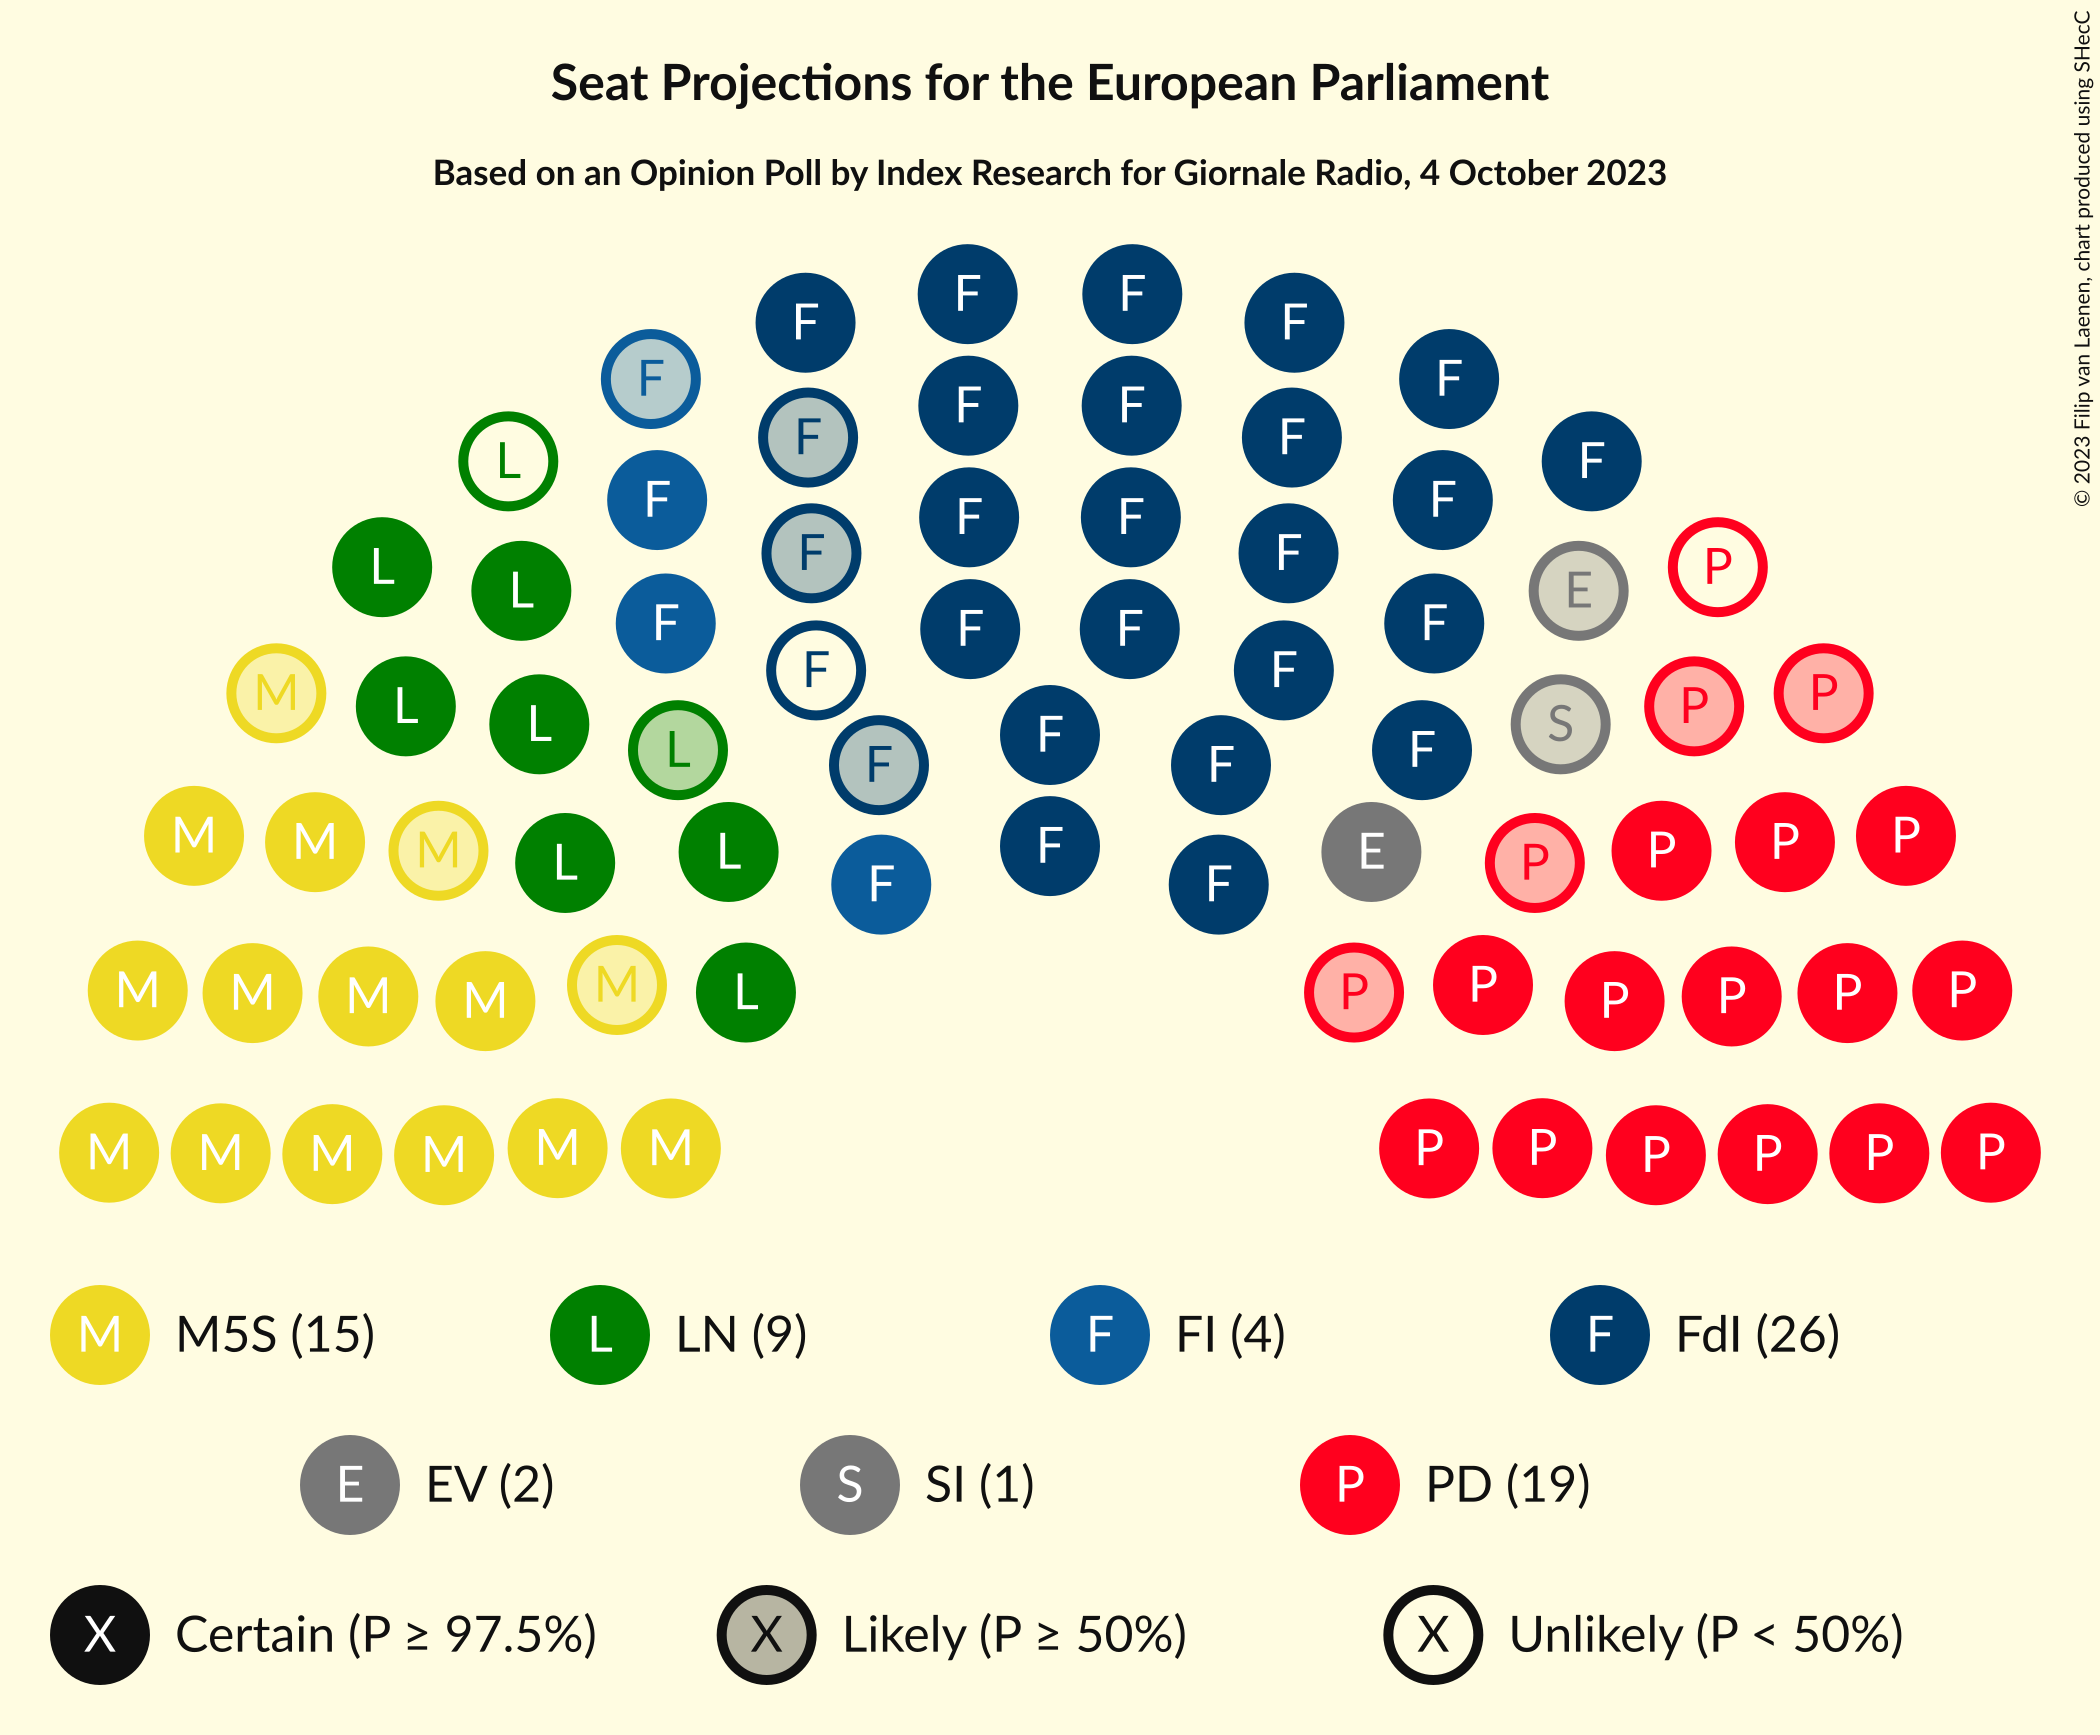 Seat Projections for the European Parliament
Based on an Opinion Poll by Index Research for Giornale Radio, 4 October 2023
© 2023 Filip van Laenen, chart produced using SHecC
F F
F F
F F F F
F F
L F
F F
F F
F F
L F F P
L E
F F
F F
L F F P
M L L S P
F
L F F F
M M M L L F F F E P P P P
F F
M M M M M L P P P P P P
M M M M M M P P P P P P
M M5S (15) L LN (9) F FI (4) F FdI (26)
E EV (2) S SI (1) P PD (19)
X Certain (P ≥ 97.5%) X Likely (P ≥ 50%) X Unlikely (P < 50%)